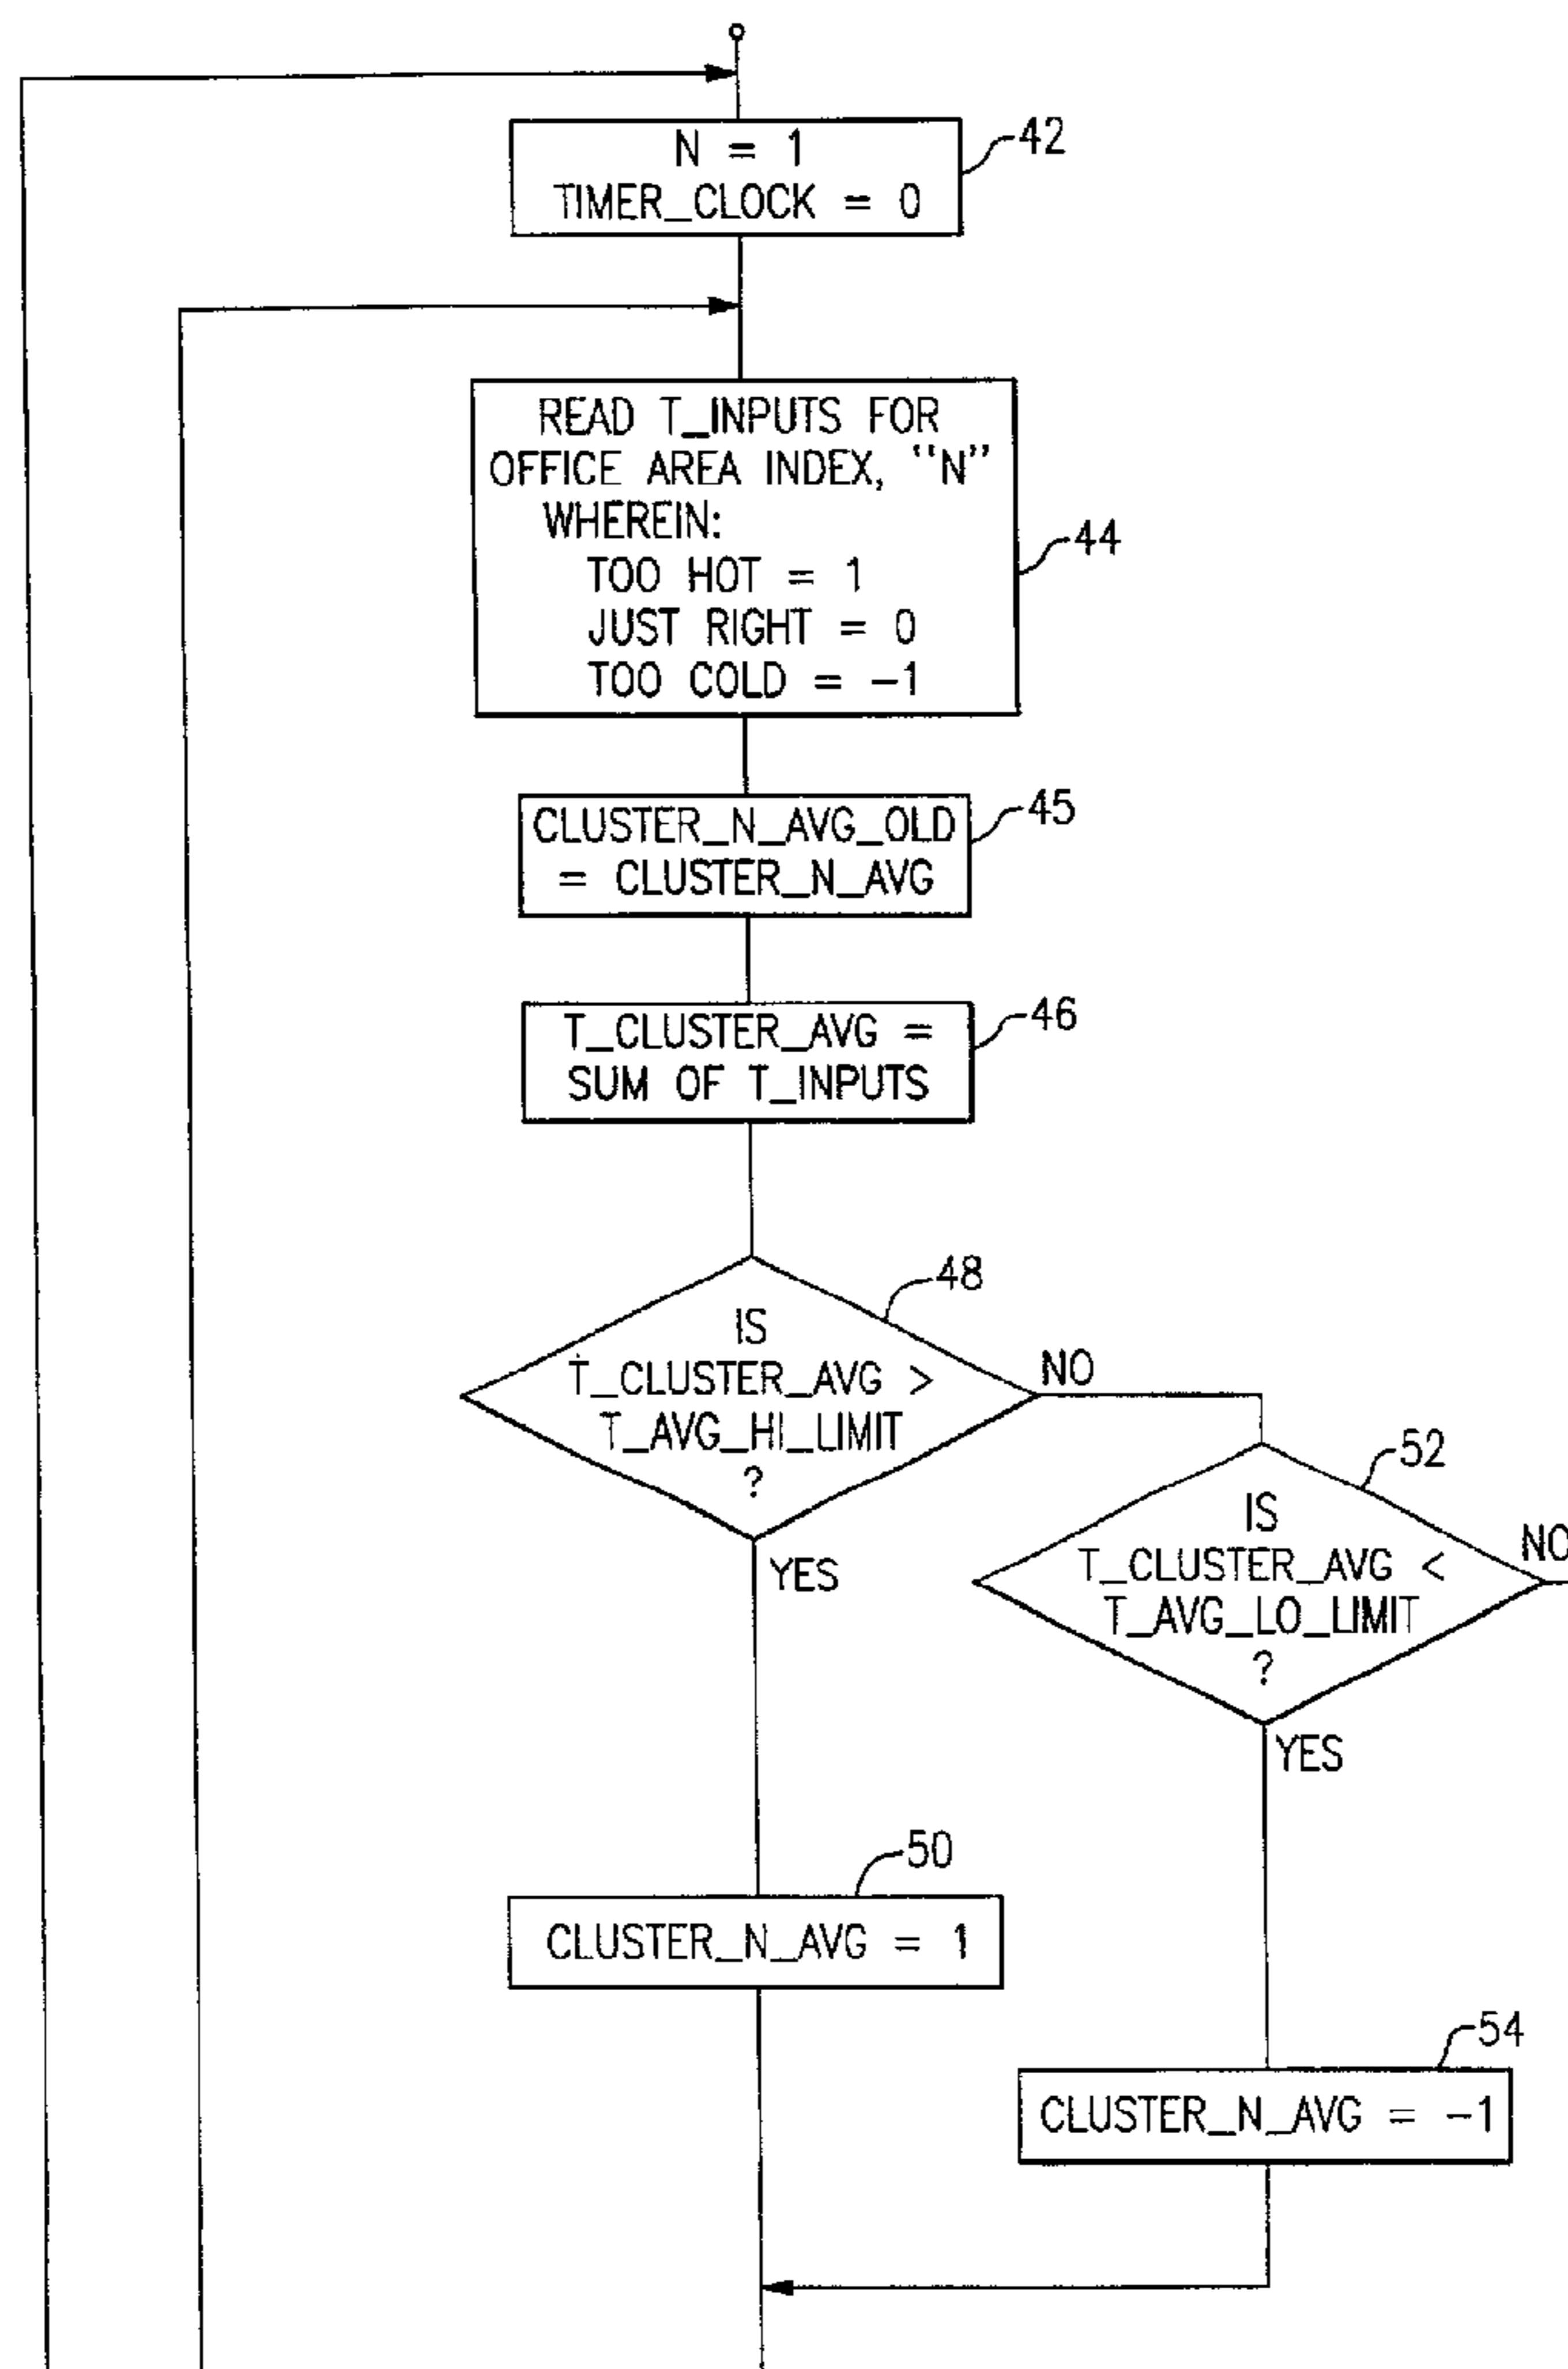 N = 1
TIMER_CLOCK = 0
42
READ T_INPUTS FOR
OFFICE AREA INDEX, "N"
WHEREIN:
TOO HOT = 1
JUST RIGHT = 0
TOO COLD = -1
44
CLUSTER_N_AVG_OLD
= CLUSTER_N_AVG
45
T_CLUSTER_AVG =
SUM OF T_INPUTS
46
48
IS
T_CLUSTER_AVG >
T_AVG_HI_LIMIT
?
NO
YES
52
IS
T_CLUSTER_AVG <
T_AVG_LO_LIMIT
?
NO
YES
50
CLUSTER_N_AVG = 1
54
CLUSTER_N_AVG = -1